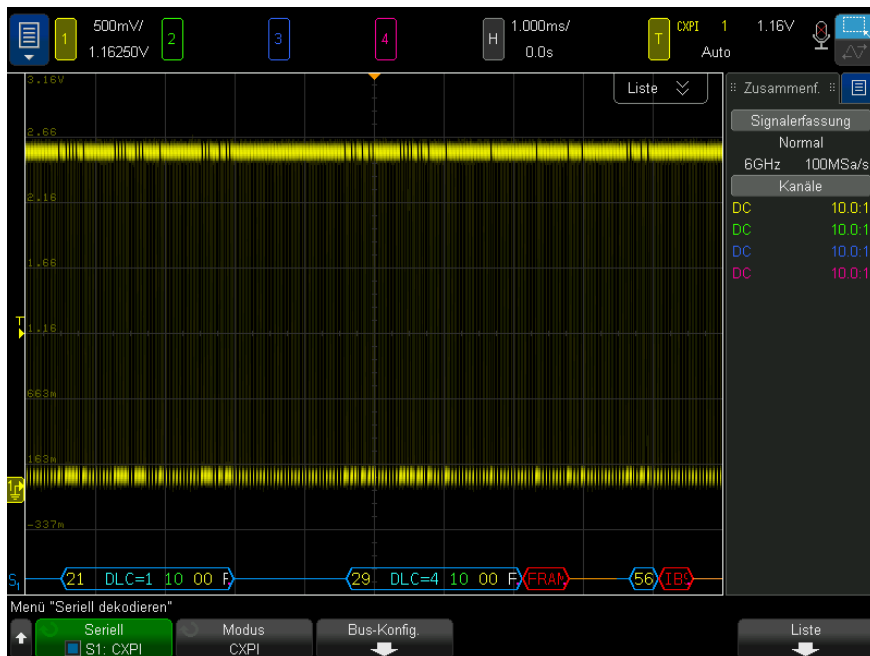 1 500mV/ 2 3 4 H 1.000ms/ T CXPI 1 1.16V
1.16250V 0.0s Auto
3.16V
Liste
Zusammenf.
Signalerfassung
Normal
6GHz 100MSa/s
Kanäle
DC 10.0:1
DC 10.0:1
DC 10.0:1
DC 10.0:1
2.66
2.16
1.66
T
1.16
663m
163m
1
-337m
S1 21 DLC=1 10 00 F 29 DLC=4 10 00 F FRAM 56 IBS
Menü "Seriell dekodieren"
Seriell Modus Bus-Konfig. Liste
S1: CXPI CXPI